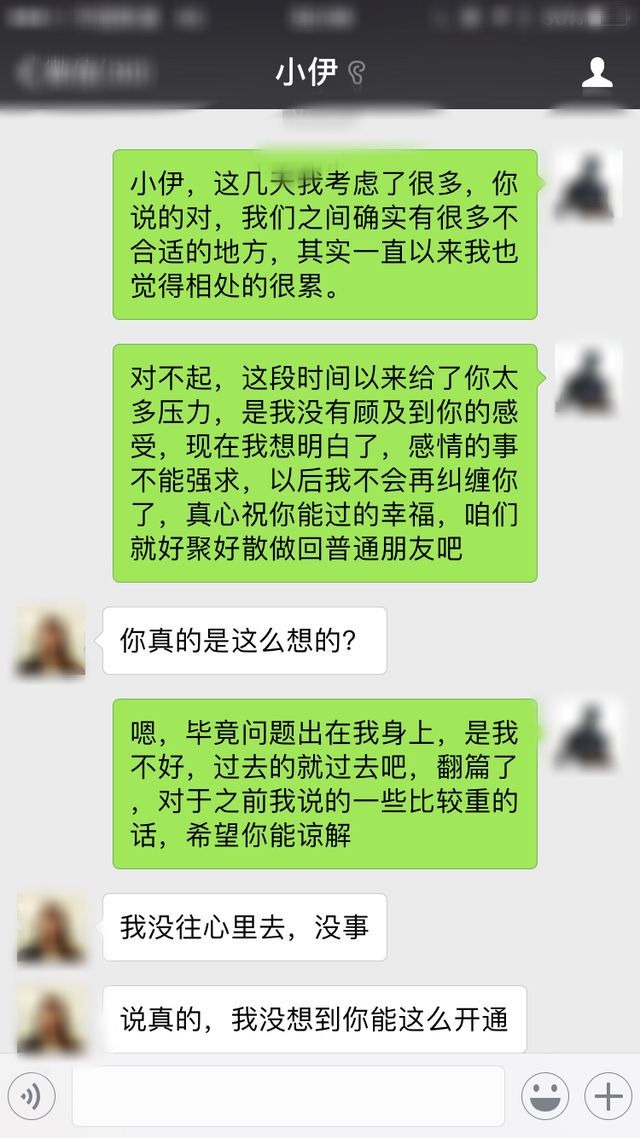 小伊
小伊，这几天我考虑了很多，你
说的对，我们之间确实有很多不
合适的地方，其实一直以来我也
觉得相处的很累。
对不起，这段时间以来给了你太
多压力，是我没有顾及到你的感
受，现在我想明白了，感情的事
不能强求，以后我不会再纠缠你
了，真心祝你能过的幸福，咱们
就好聚好散做回普通朋友吧
你真的是这么想的？
嗯，毕竟问题出在我身上，是我
不好，过去的就过去吧，翻篇了
，对于之前我说的一些比较重的
话，希望你能谅解
我没往心里去，没事
说真的，我没想到你能这么开通